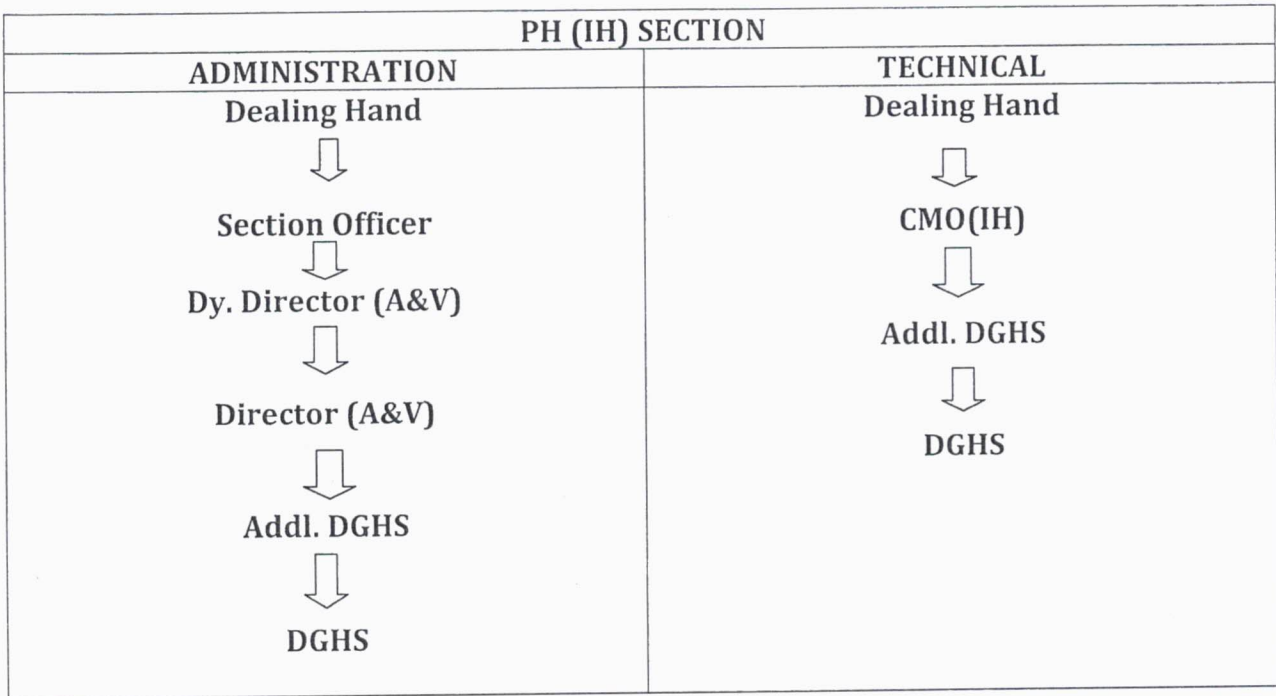 PH (IH) SECTION
ADMINISTRATION
Dealing Hand
Section Officer
Dy. Director (A&V)
Director (A&V)
Addl. DGHS
DGHS
TECHNICAL
Dealing Hand
CMO(IH)
Addl. DGHS
DGHS